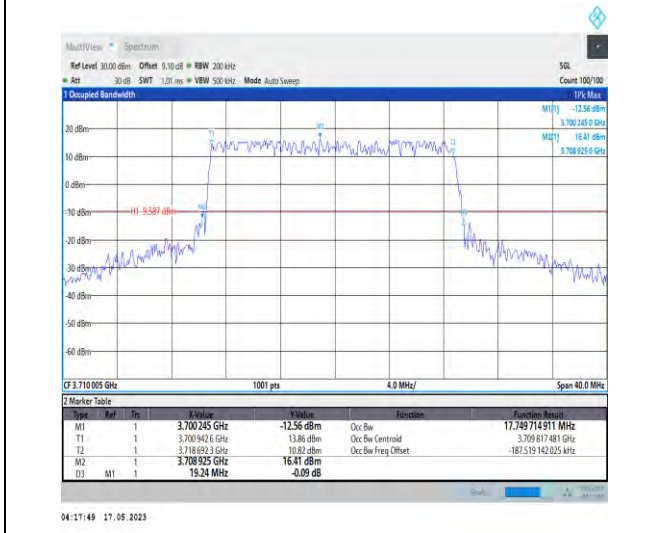 MultiView Spectrum
Ref Level 30.00 dBm Offset 9.10 dB RBW 200 kHz SGL
Att 30 dB SWT 1.01 ms VBW 500 kHz Mode Auto Sweep Count 100/100
1 Occupied Bandwidth 1Pk Max
M1[1] -12.56 dBm
3.700 245 0 GHz
M2[1] 16.41 dBm
3.708 925 0 GHz
20 dBm
T1
M2
T2
10 dBm
0 dBm
-10 dBm
H1 -9.587 dBm
-20 dBm
-30 dBm
-40 dBm
-50 dBm
-60 dBm
CF 3.710 005 GHz 1001 pts 4.0 MHz/ Span 40.0 MHz
2 Marker Table
Type Ref Trc X-Value Y-Value Function Function Result
M1 1 3.700 245 GHz -12.56 dBm Occ Bw 17.749 714 911 MHz
T1 1 3.700 942 6 GHz 13.86 dBm Occ Bw Centroid 3.709 817 481 GHz
T2 1 3.718 692 3 GHz 10.82 dBm Occ Bw Freq Offset -187.519 142 025 kHz
M2 1 3.708 925 GHz 16.41 dBm
D3 M1 1 19.24 MHz -0.09 dB
04:17:49 17.05.2023